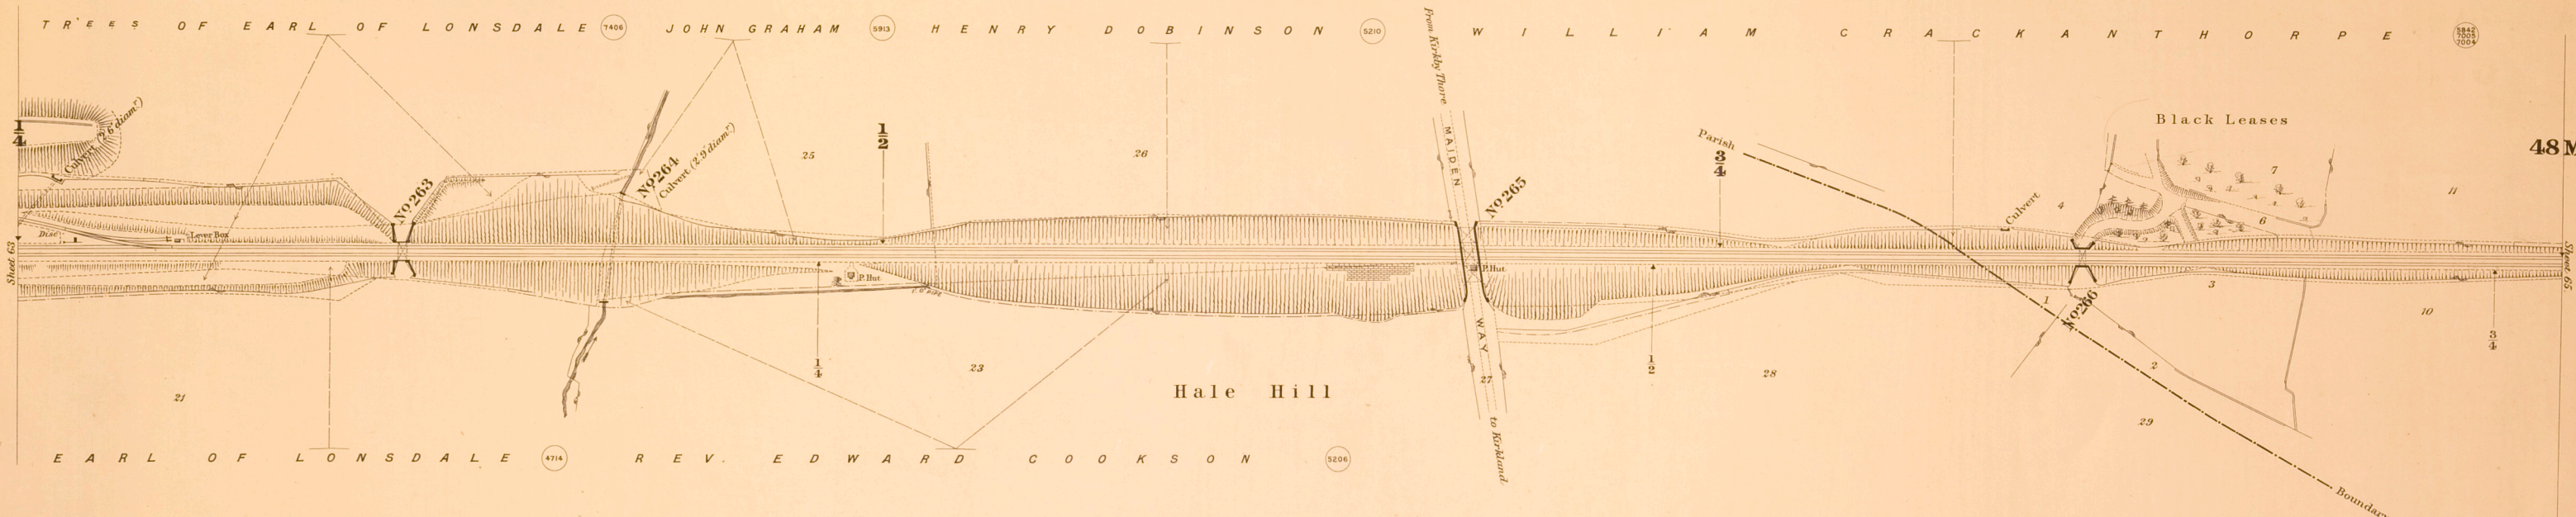 TRees OF EARL OF LONSDALE 7406 JOHN GRAHAM 5913 HENRY DOBINSON 5210 WILLIAM CRACKANTHORPE 5842 7005 7004
From Kirkby Thore
MAIDEN
WAY
to Kirkland
1/4
Culvert (2'6" diamr)
No 263
No 264
Culvert (2'9" diamr)
25
1/2
26
No 265
Parish
3/4
Culvert
Black Leases
4
7
6
11
48 M
Sheet 63
Disc
Lever Box
P. Hut
P. Hut
Sheet 65
1
No 266
3
10
2
3/4
1/4
1/2
21
23
Hale Hill
27
28
29
Boundary
EARL OF LONSDALE 4714 REV. EDWARD COOKSON 5206